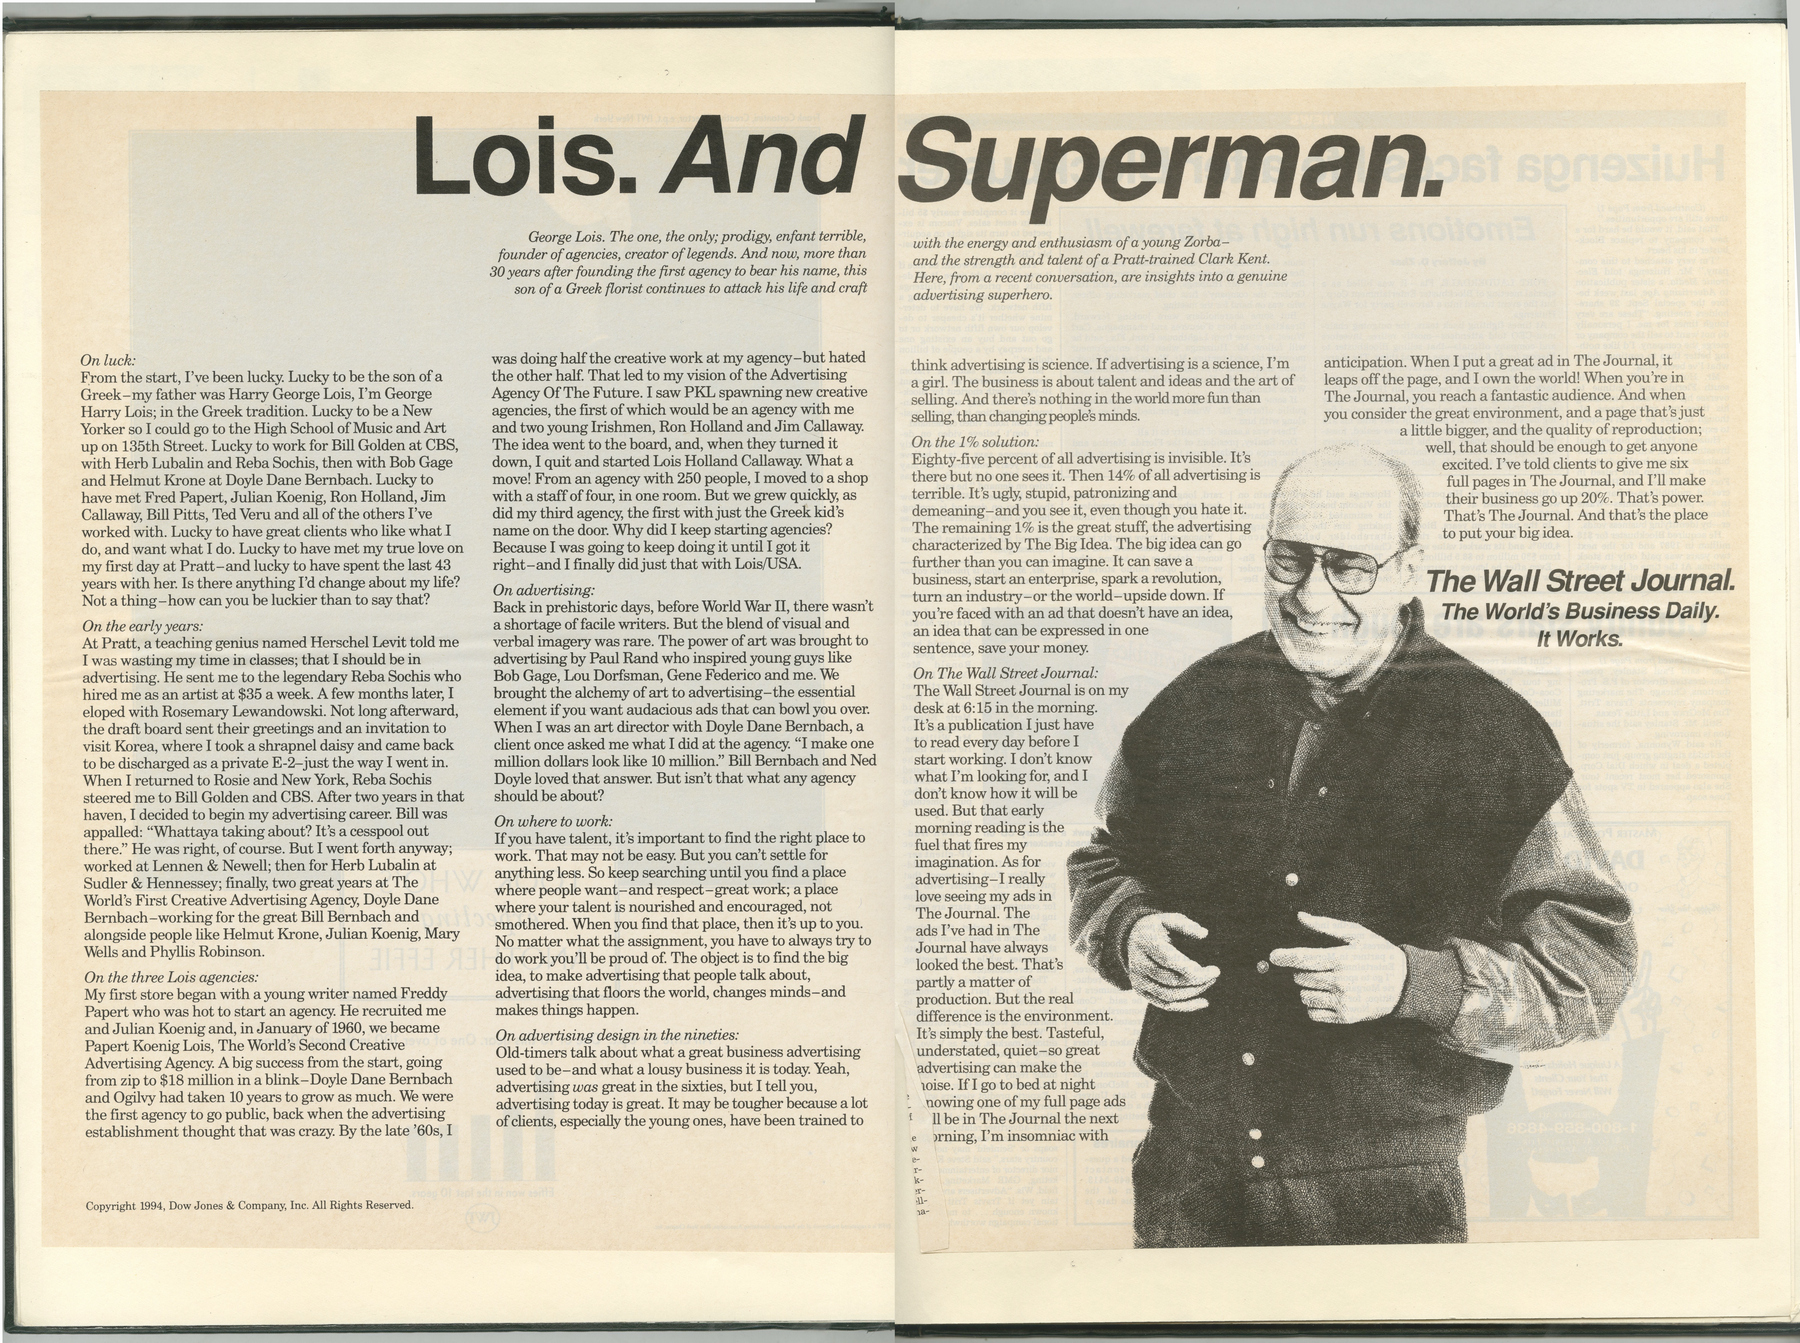 Lois. And Superman.
George Lois. The one, the only; prodigy, enfant terrible,
founder of agencies, creator of legends. And now, more than
30 years after founding the first agency to bear his name, this
son of a Greek florist continues to attack his life and craft
with the energy and enthusiasm of a young Zorba–
and the strength and talent of a Pratt-trained Clark Kent.
Here, from a recent conversation, are insights into a genuine
advertising superhero.
On luck:
From the start, I've been lucky. Lucky to be the son of a
Greek–my father was Harry George Lois, I'm George
Harry Lois; in the Greek tradition. Lucky to be a New
Yorker so I could go to the High School of Music and Art
up on 135th Street. Lucky to work for Bill Golden at CBS,
with Herb Lubalin and Reba Sochis, then with Bob Gage
and Helmut Krone at Doyle Dane Bernbach. Lucky to
have met Fred Papert, Julian Koenig, Ron Holland, Jim
Callaway, Bill Pitts, Ted Veru and all of the others I've
worked with. Lucky to have great clients who like what I
do, and want what I do. Lucky to have met my true love on
my first day at Pratt–and lucky to have spent the last 43
years with her. Is there anything I'd change about my life?
Not a thing–how can you be luckier than to say that?
On the early years:
At Pratt, a teaching genius named Herschel Levit told me
I was wasting my time in classes; that I should be in
advertising. He sent me to the legendary Reba Sochis who
hired me as an artist at $35 a week. A few months later, I
eloped with Rosemary Lewandowski. Not long afterward,
the draft board sent their greetings and an invitation to
visit Korea, where I took a shrapnel daisy and came back
to be discharged as a private E-2–just the way I went in.
When I returned to Rosie and New York, Reba Sochis
steered me to Bill Golden and CBS. After two years in that
haven, I decided to begin my advertising career. Bill was
appalled: “Whattaya taking about? It's a cesspool out
there.” He was right, of course. But I went forth anyway;
worked at Lennen & Newell; then for Herb Lubalin at
Sudler & Hennessey; finally, two great years at The
World's First Creative Advertising Agency, Doyle Dane
Bernbach–working for the great Bill Bernbach and
alongside people like Helmut Krone, Julian Koenig, Mary
Wells and Phyllis Robinson.
On the three Lois agencies:
My first store began with a young writer named Freddy
Papert who was hot to start an agency. He recruited me
and Julian Koenig and, in January of 1960, we became
Papert Koenig Lois, The World's Second Creative
Advertising Agency. A big success from the start, going
from zip to $18 million in a blink–Doyle Dane Bernbach
and Ogilvy had taken 10 years to grow as much. We were
the first agency to go public, back when the advertising
establishment thought that was crazy. By the late '60s, I
was doing half the creative work at my agency–but hated
the other half. That led to my vision of the Advertising
Agency Of The Future. I saw PKL spawning new creative
agencies, the first of which would be an agency with me
and two young Irishmen, Ron Holland and Jim Callaway.
The idea went to the board, and, when they turned it
down, I quit and started Lois Holland Callaway. What a
move! From an agency with 250 people, I moved to a shop
with a staff of four, in one room. But we grew quickly, as
did my third agency, the first with just the Greek kid's
name on the door. Why did I keep starting agencies?
Because I was going to keep doing it until I got it
right–and I finally did just that with Lois/USA.
On advertising:
Back in prehistoric days, before World War II, there wasn't
a shortage of facile writers. But the blend of visual and
verbal imagery was rare. The power of art was brought to
advertising by Paul Rand who inspired young guys like
Bob Gage, Lou Dorfsman, Gene Federico and me. We
brought the alchemy of art to advertising–the essential
element if you want audacious ads that can bowl you over.
When I was an art director with Doyle Dane Bernbach, a
client once asked me what I did at the agency. “I make one
million dollars look like 10 million.” Bill Bernbach and Ned
Doyle loved that answer. But isn't that what any agency
should be about?
On where to work:
If you have talent, it's important to find the right place to
work. That may not be easy. But you can't settle for
anything less. So keep searching until you find a place
where people want–and respect–great work; a place
where your talent is nourished and encouraged, not
smothered. When you find that place, then it's up to you.
No matter what the assignment, you have to always try to
do work you'll be proud of. The object is to find the big
idea, to make advertising that people talk about,
advertising that floors the world, changes minds–and
makes things happen.
On advertising design in the nineties:
Old-timers talk about what a great business advertising
used to be–and what a lousy business it is today. Yeah,
advertising was great in the sixties, but I tell you,
advertising today is great. It may be tougher because a lot
of clients, especially the young ones, have been trained to
think advertising is science. If advertising is a science, I'm
a girl. The business is about talent and ideas and the art of
selling. And there's nothing in the world more fun than
selling, than changing people's minds.
On the 1% solution:
Eighty-five percent of all advertising is invisible. It's
there but no one sees it. Then 14% of all advertising is
terrible. It's ugly, stupid, patronizing and
demeaning–and you see it, even though you hate it.
The remaining 1% is the great stuff, the advertising
characterized by The Big Idea. The big idea can go
further than you can imagine. It can save a
business, start an enterprise, spark a revolution,
turn an industry–or the world–upside down. If
you're faced with an ad that doesn't have an idea,
an idea that can be expressed in one
sentence, save your money.
On The Wall Street Journal:
The Wall Street Journal is on my
desk at 6:15 in the morning.
It's a publication I just have
to read every day before I
start working. I don't know
what I'm looking for, and I
don't know how it will be
used. But that early
morning reading is the
fuel that fires my
imagination. As for
advertising–I really
love seeing my ads in
The Journal. The
ads I've had in The
Journal have always
looked the best. That's
partly a matter of
production. But the real
difference is the environment.
It's simply the best. Tasteful,
understated, quiet–so great
advertising can make the
noise. If I go to bed at night
nowing one of my full page ads
ll be in The Journal the next
orning, I'm insomniac with
anticipation. When I put a great ad in The Journal, it
leaps off the page, and I own the world! When you're in
The Journal, you reach a fantastic audience. And when
you consider the great environment, and a page that's just
a little bigger, and the quality of reproduction;
well, that should be enough to get anyone
excited. I've told clients to give me six
full pages in The Journal, and I'll make
their business go up 20%. That's power.
That's The Journal. And that's the place
to put your big idea.
The Wall Street Journal.
The World's Business Daily.
It Works.
Copyright 1994, Dow Jones & Company, Inc. All Rights Reserved.